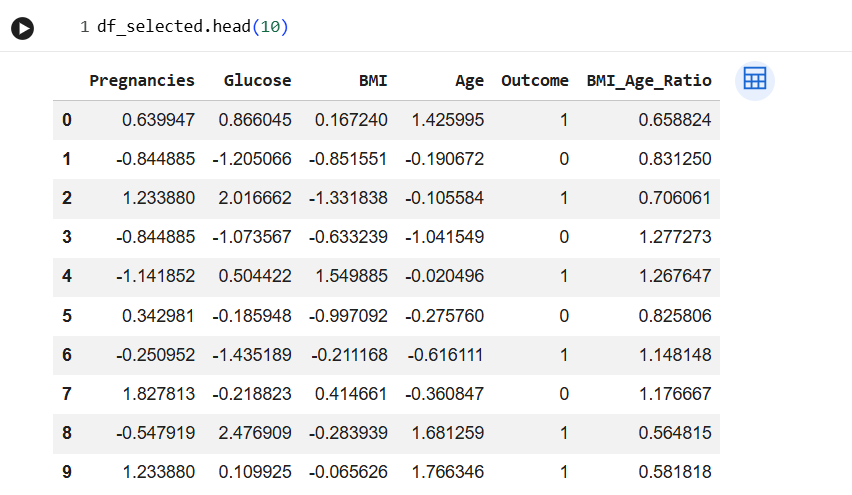 1 df_selected.head(10)
Pregnancies Glucose BMI Age Outcome BMI_Age_Ratio
0 0.639947 0.866045 0.167240 1.425995 1 0.658824
1 -0.844885 -1.205066 -0.851551 -0.190672 0 0.831250
2 1.233880 2.016662 -1.331838 -0.105584 1 0.706061
3 -0.844885 -1.073567 -0.633239 -1.041549 0 1.277273
4 -1.141852 0.504422 1.549885 -0.020496 1 1.267647
5 0.342981 -0.185948 -0.997092 -0.275760 0 0.825806
6 -0.250952 -1.435189 -0.211168 -0.616111 1 1.148148
7 1.827813 -0.218823 0.414661 -0.360847 0 1.176667
8 -0.547919 2.476909 -0.283939 1.681259 1 0.564815
9 1.233880 0.109925 -0.065626 1.766346 1 0.581818